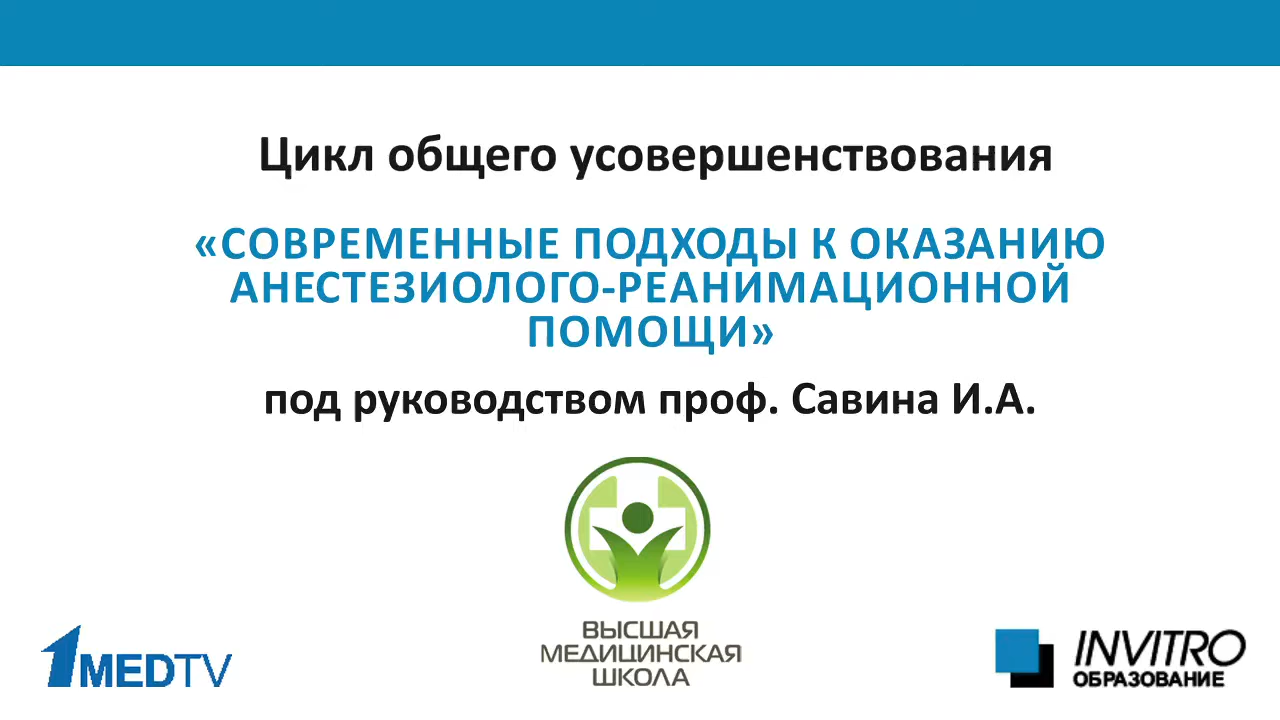 Цикл общего усовершенствования
«СОВРЕМЕННЫЕ ПОДХОДЫ К ОКАЗАНИЮ
АНЕСТЕЗИОЛОГО-РЕАНИМАЦИОННОЙ
ПОМОЩИ»
под руководством проф. Савина И.А.
ВЫСШАЯ
МЕДИЦИНСКАЯ
ШКОЛА
1MEDTV
INVITRO
ОБРАЗОВАНИЕ